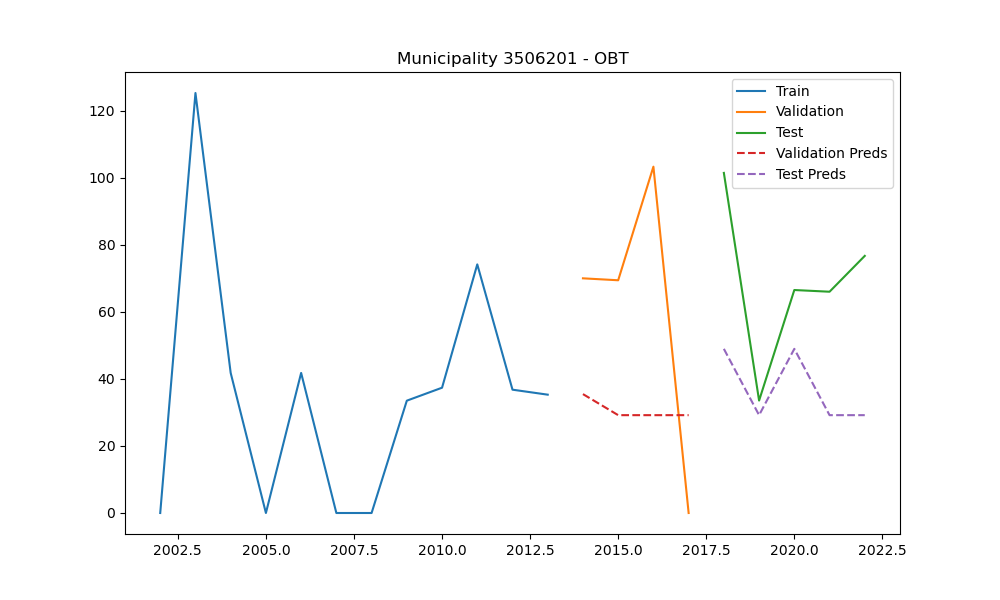 Municipality 3506201 - OBT
Train
Validation
Test
Validation Preds
Test Preds
120
100
80
60
40
20
0
2002.5 2005.0 2007.5 2010.0 2012.5 2015.0 2017.5 2020.0 2022.5